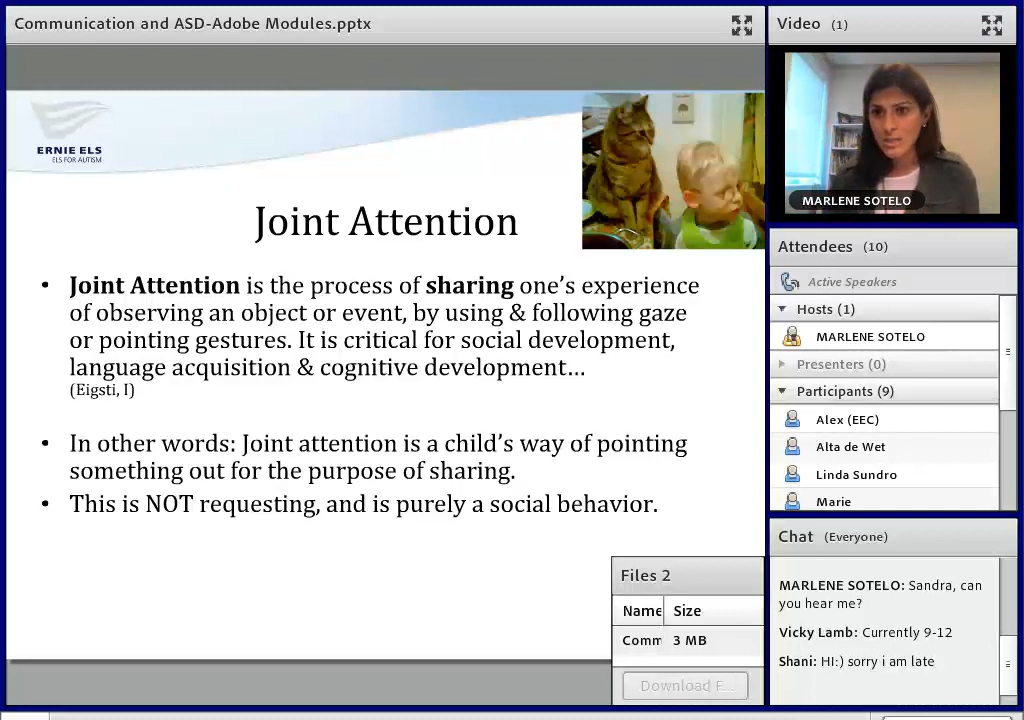 Communication and ASD-Adobe Modules.pptx
ERNIE ELS
ELS FOR AUTISM
Joint Attention
• Joint Attention is the process of sharing one's experience
of observing an object or event, by using & following gaze
or pointing gestures. It is critical for social development,
language acquisition & cognitive development…
(Eigsti, I)
• In other words: Joint attention is a child's way of pointing
something out for the purpose of sharing.
• This is NOT requesting, and is purely a social behavior.
Files 2
Name Size
Comm 3 MB
Download F...
Video (1)
MARLENE SOTELO
Attendees (10)
Active Speakers
Hosts (1)
MARLENE SOTELO
Presenters (0)
Participants (9)
Alex (EEC)
Alta de Wet
Linda Sundro
Marie
Chat (Everyone)
MARLENE SOTELO: Sandra, can
you hear me?
Vicky Lamb: Currently 9-12
Shani: HI:) sorry i am late